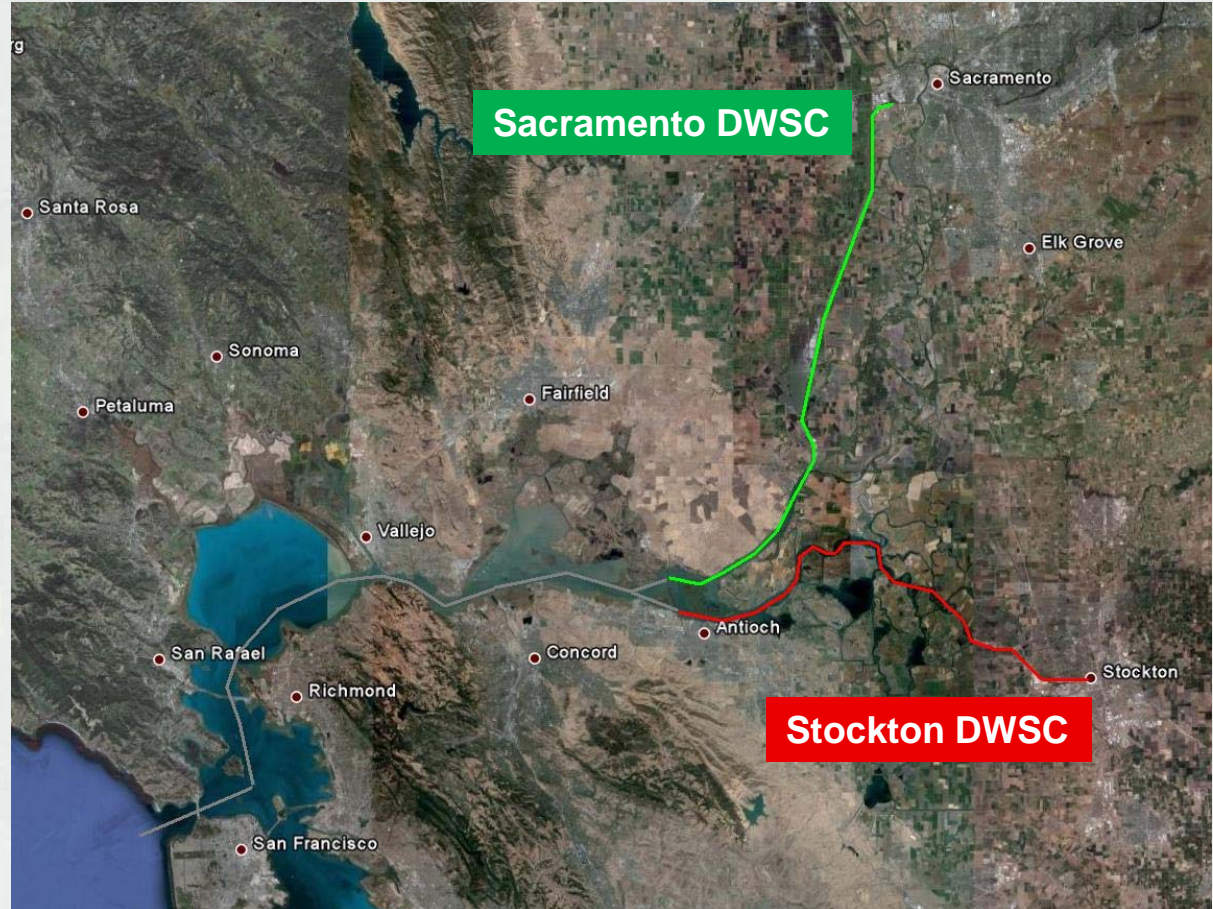 rg
Sacramento
Sacramento DWSC
Santa Rosa
Elk Grove
Sonoma
Fairfield
Petaluma
Vallejo
Antioch
San Rafael
Concord
Stockton
Richmond
Stockton DWSC
San Francisco